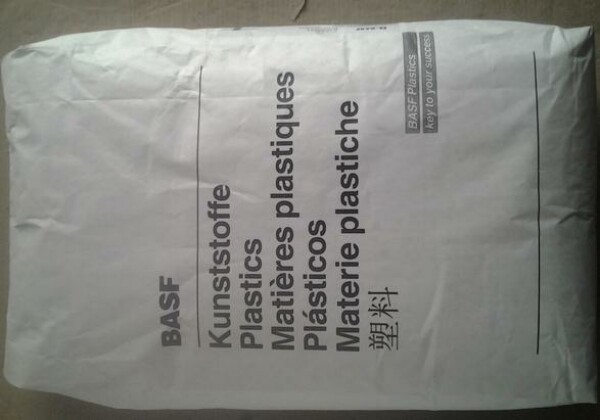 BASF
Kunststoffe
Plastics
Matières plastiques
Plásticos
Materie plastiche
塑料
BASF Plastics
key to your success